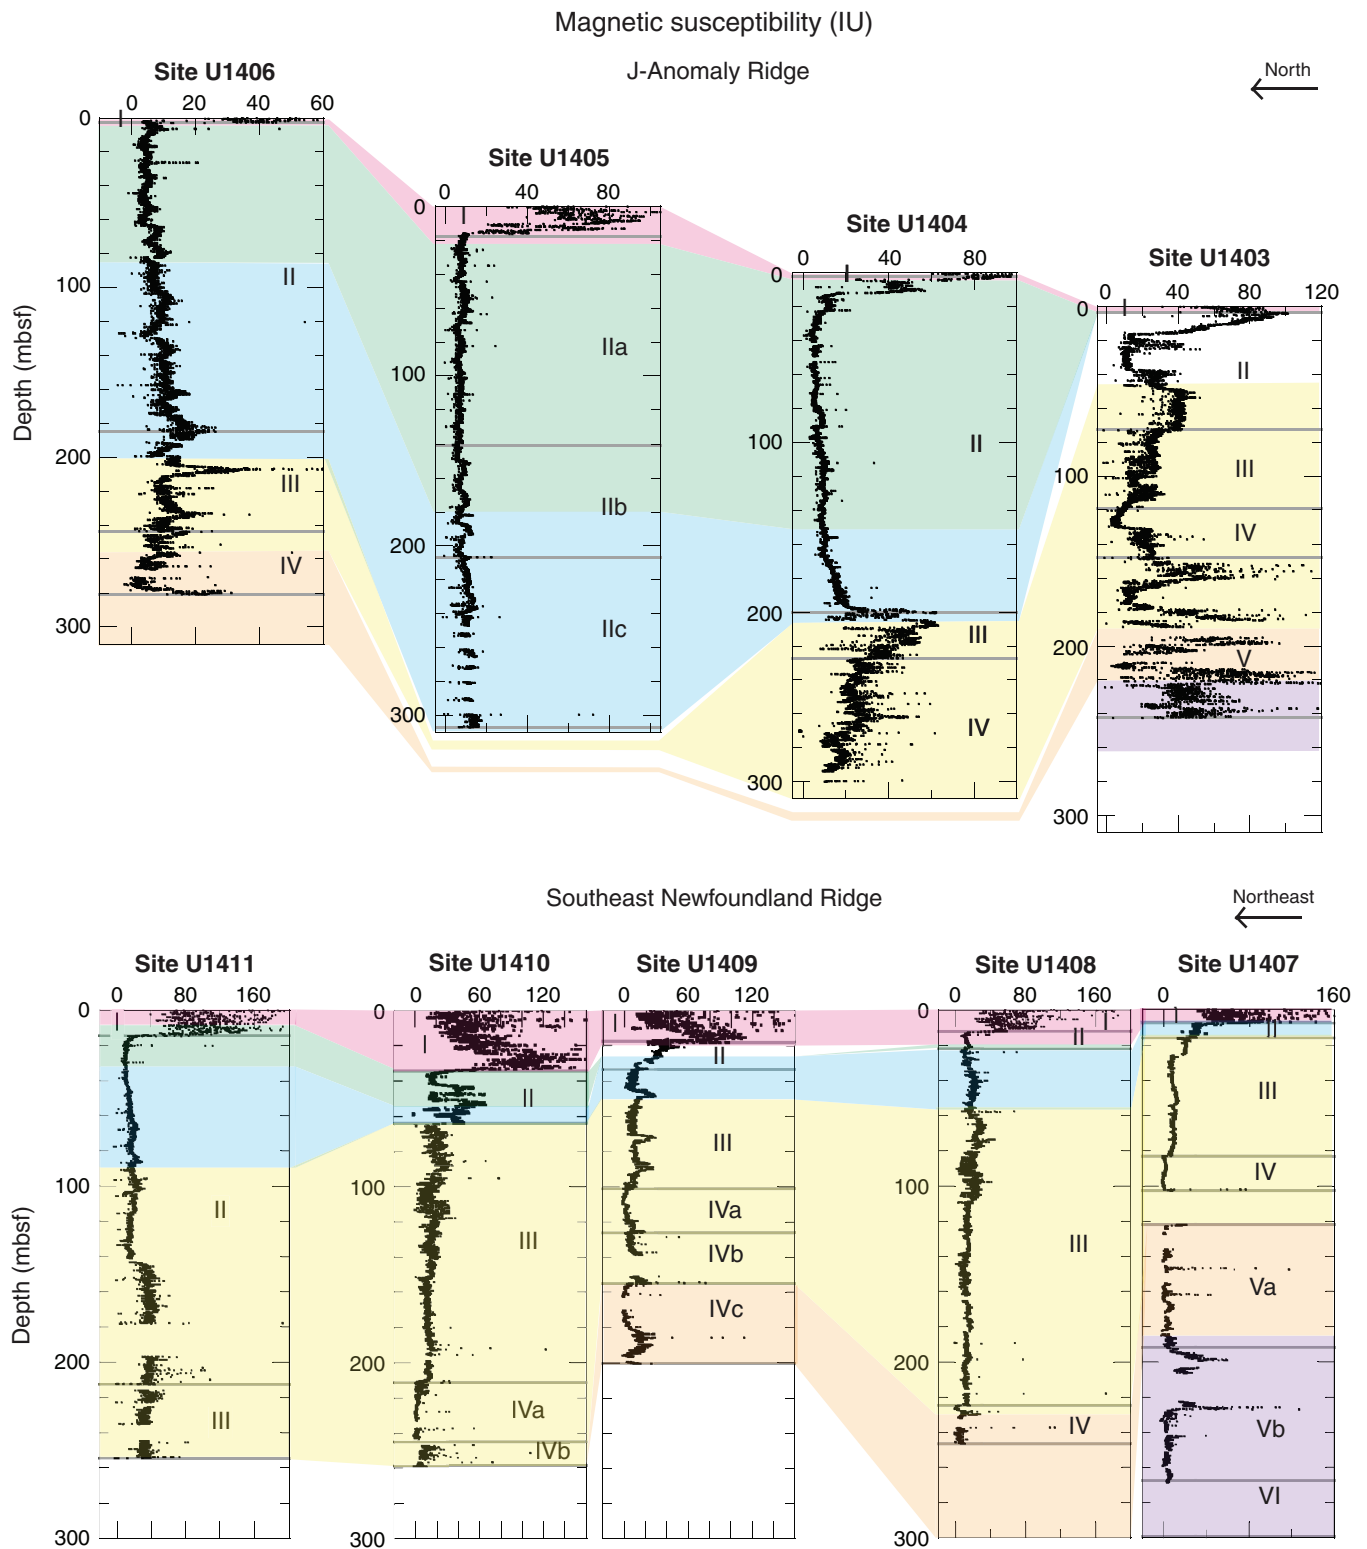 Magnetic susceptibility (IU)
J-Anomaly Ridge
North
Site U1406
0 20 40 60
Site U1405
0 40 80
Site U1404
0 40 80
Site U1403
0 40 80 120
Depth (mbsf)
0
100
200
300
I
II
III
IV
0
100
200
300
I
IIa
IIb
IIc
0
100
200
300
I
II
III
IV
0
100
200
300
I
II
III
IV
V
Southeast Newfoundland Ridge
Northeast
Site U1411
0 80 160
Site U1410
0 60 120
Site U1409
0 60 120
Site U1408
0 80 160
Site U1407
0 160
Depth (mbsf)
0
100
200
300
I
II
III
0
100
200
300
I
II
III
IVa
IVb
I
II
III
IVa
IVb
IVc
0
100
200
300
I
II
III
IV
I
II
III
IV
Va
Vb
VI